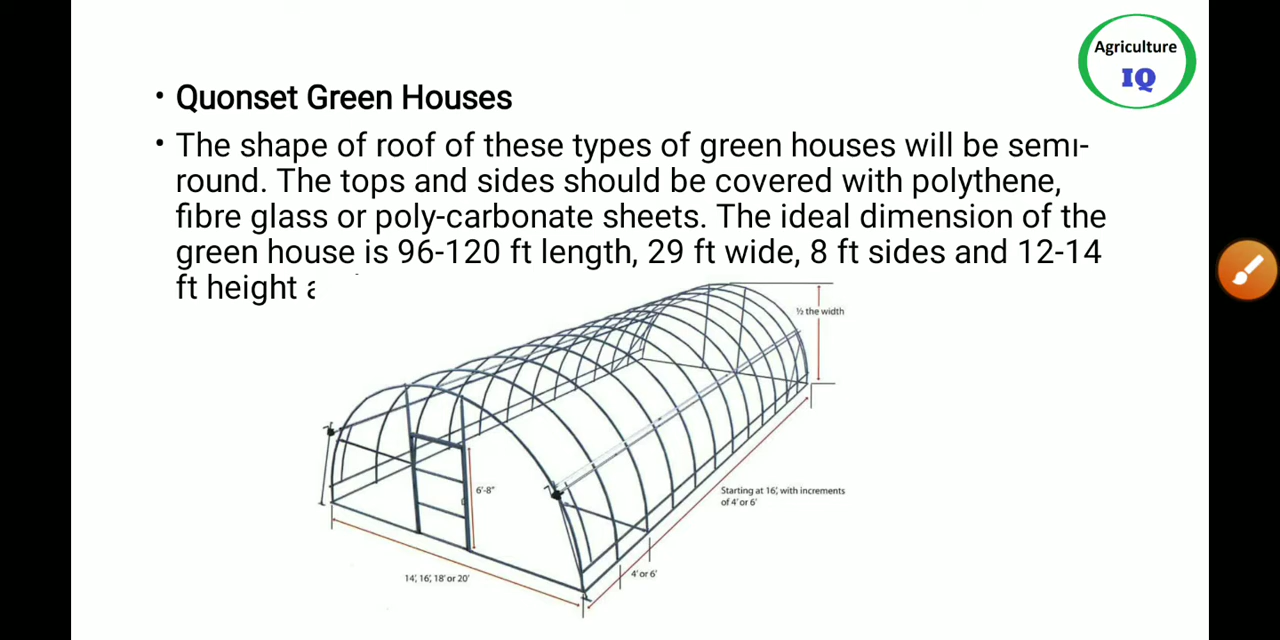 Agriculture
IQ
• Quonset Green Houses
• The shape of roof of these types of green houses will be semi-
round. The tops and sides should be covered with polythene,
fibre glass or poly-carbonate sheets. The ideal dimension of the
green house is 96-120 ft length, 29 ft wide, 8 ft sides and 12-14
ft height
½ the width
6'-8"
Starting at 16', with increments
of 4' or 6'
4' or 6'
14', 16', 18' or 20'